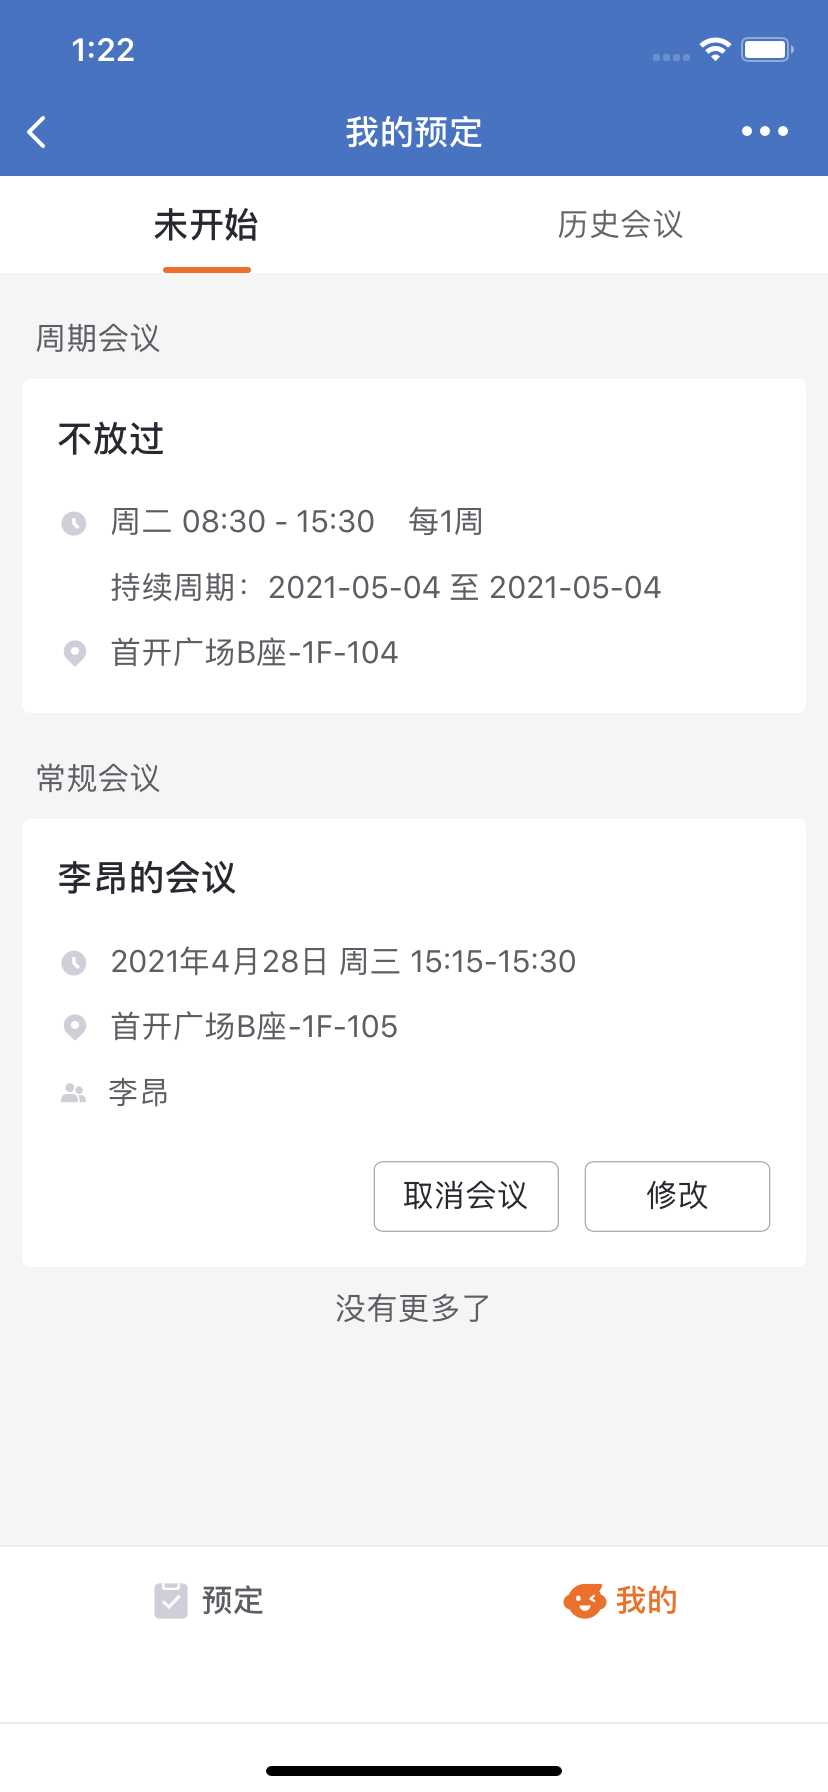 1:22
我的预定
未开始 历史会议
周期会议
不放过
周二 08:30 - 15:30 每1周
持续周期：2021-05-04 至 2021-05-04
首开广场B座-1F-104
常规会议
李昂的会议
2021年4月28日 周三 15:15-15:30
首开广场B座-1F-105
李昂
取消会议 修改
没有更多了
预定 我的